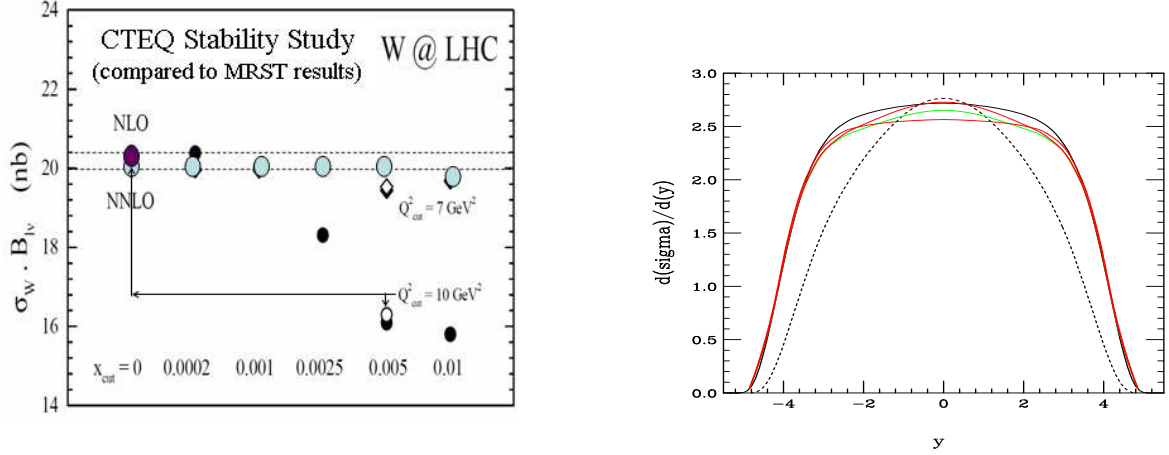 24
CTEQ Stability Study
(compared to MRST results)
W @ LHC
22
NLO
20
NNLO
Q²cut = 7 GeV²
18
Q²cut = 10 GeV²
16
xcut = 0 0.0002 0.001 0.0025 0.005 0.01
14
σW · Blν (nb)
3.0
2.5
2.0
1.5
1.0
0.5
0.0
d(sigma)/d(y)
−4 −2 0 2 4
y